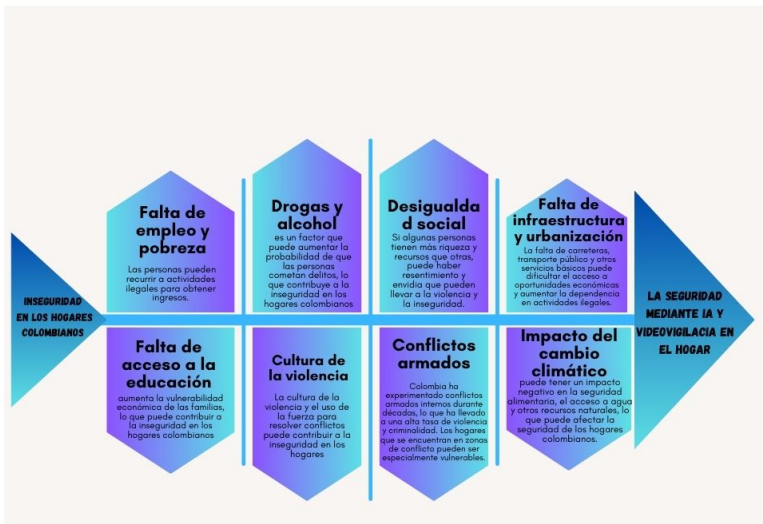 INSEGURIDAD
EN LOS HOGARES
COLOMBIANOS
Falta de
empleo y
pobreza
Las personas pueden
recurrir a actividades
ilegales para obtener
ingresos.
Drogas y
alcohol
es un factor que
puede aumentar la
probabilidad de que
las personas
cometan delitos, lo
que contribuye a la
inseguridad en los
hogares colombianos
Desigualda
d social
Si algunas personas
tienen más riqueza y
recursos que otras,
puede haber
resentimiento y
envidia que pueden
llevar a la violencia y
la inseguridad.
Falta de
infraestructura
y urbanización
La falta de carreteras,
transporte público y otros
servicios básicos puede
dificultar el acceso a
oportunidades económicas
y aumentar la dependencia
en actividades ilegales.
Falta de
acceso a la
educación
aumenta la vulnerabilidad
económica de las familias,
lo que puede contribuir a
la inseguridad en los
hogares colombianos
Cultura de
la violencia
La cultura de la
violencia y el uso de
la fuerza para
resolver conflictos
puede contribuir a la
inseguridad en los
hogares
Conflictos
armados
Colombia ha
experimentado conflictos
armados internos durante
décadas, lo que ha llevado
a una alta tasa de violencia
y criminalidad. Los hogares
que se encuentran en zonas
de conflicto pueden ser
especialmente vulnerables.
Impacto del
cambio
climático
puede tener un impacto
negativo en la seguridad
alimentaria, el acceso a agua
y otros recursos naturales, lo
que puede afectar la
seguridad de los hogares
colombianos.
LA SEGURIDAD
MEDIANTE IA Y
VIDEOVIGILACIA EN
EL HOGAR